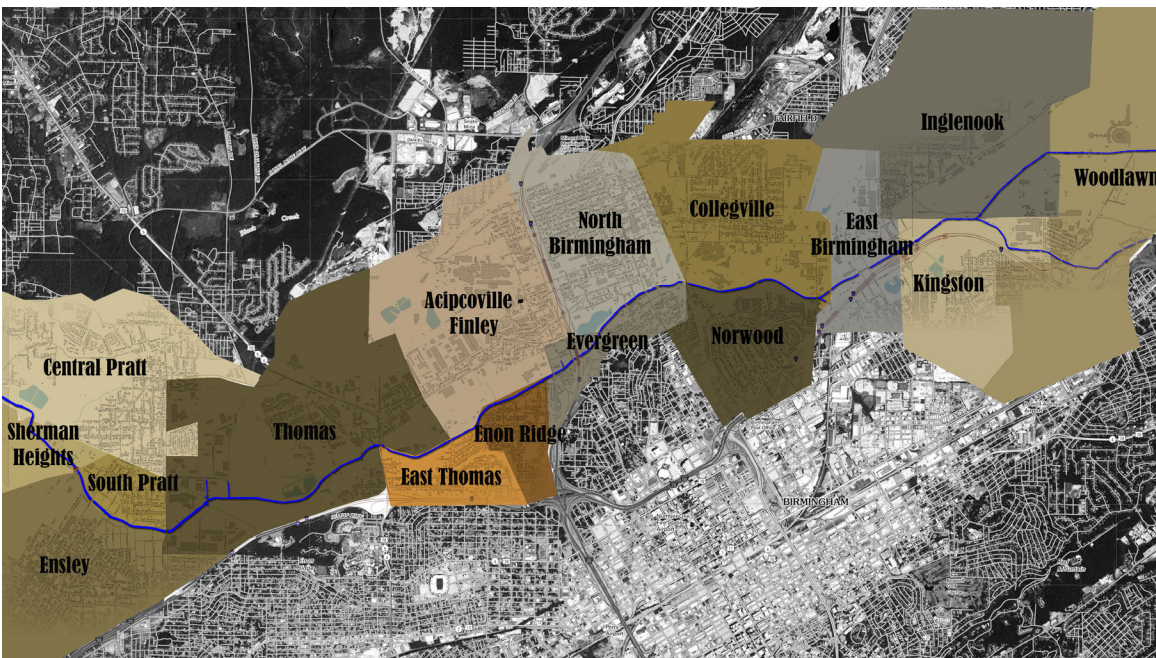 Inglenook
FAIRFIELD
Woodlawn
Collegville
North
Birmingham
East
Birmingham
Creek
Kingston
Acipcoville -
Finley
Evergreen
Norwood
Central Pratt
Sherman
Heights
Thomas
Enon Ridge
East Thomas
South Pratt
BIRMINGHAM
Ensley